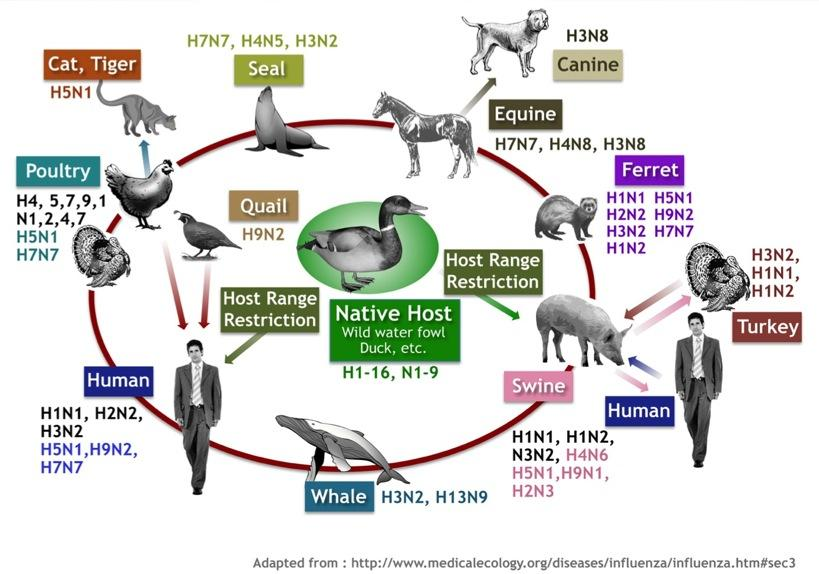 H7N7, H4N5, H3N2
Seal
H3N8
Canine
Cat, Tiger
H5N1
Equine
H7N7, H4N8, H3N8
Poultry
H4, 5,7,9,1
N1,2,4,7
H5N1
H7N7
Quail
H9N2
Ferret
H1N1 H5N1
H2N2 H9N2
H3N2 H7N7
H1N2
Host Range
Restriction
Host Range
Restriction
Native Host
Wild water fowl
Duck, etc.
H1-16, N1-9
H3N2,
H1N1,
H1N2
Turkey
Human
H1N1, H2N2,
H3N2
H5N1,H9N2,
H7N7
Swine
H1N1, H1N2,
N3N2, H4N6
H5N1,H9N1,
H2N3
Human
Whale
H3N2, H13N9
Adapted from : http://www.medicalecology.org/diseases/influenza/influenza.htm#sec3